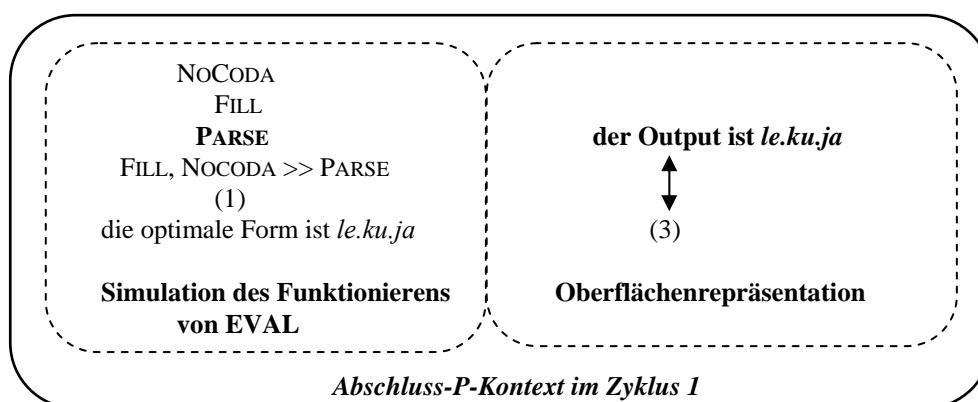 NOCODA
FILL
PARSE
FILL, NOCODA >> PARSE
(1)
die optimale Form ist le.ku.ja
Simulation des Funktionierens
von EVAL
der Output ist le.ku.ja
(3)
Oberflächenrepräsentation
Abschluss-P-Kontext im Zyklus 1